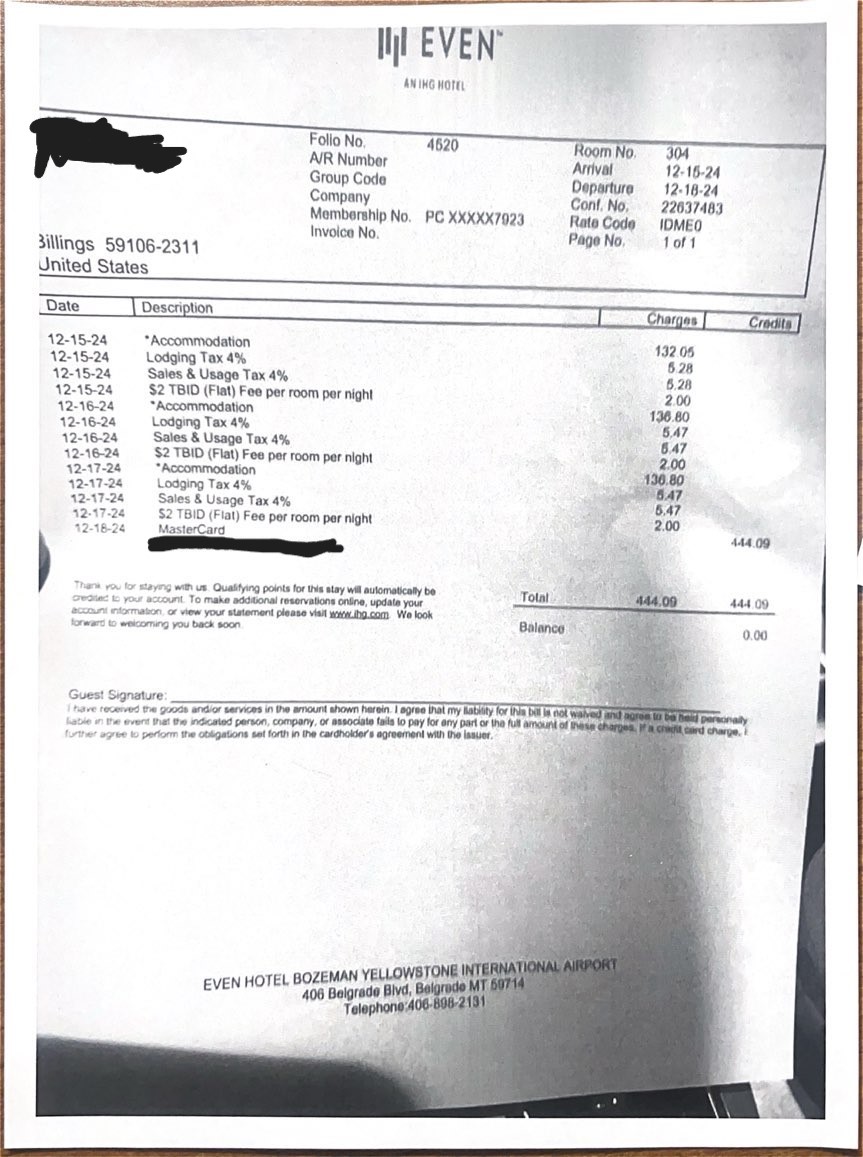 EVEN™
AN IHG HOTEL
Folio No. 4520
A/R Number
Group Code
Company
Membership No. PC XXXXX7923
Invoice No.
Room No. 304
Arrival 12-15-24
Departure 12-18-24
Conf. No. 22637483
Rate Code IDME0
Page No. 1 of 1
Billings 59106-2311
United States
Date Description Charges Credits
12-15-24 *Accommodation 132.05
12-15-24 Lodging Tax 4% 5.28
12-15-24 Sales & Usage Tax 4% 5.28
12-15-24 $2 TBID (Flat) Fee per room per night 2.00
12-16-24 *Accommodation 136.80
12-16-24 Lodging Tax 4% 5.47
12-16-24 Sales & Usage Tax 4% 5.47
12-16-24 $2 TBID (Flat) Fee per room per night 2.00
12-17-24 *Accommodation 136.80
12-17-24 Lodging Tax 4% 5.47
12-17-24 Sales & Usage Tax 4% 5.47
12-17-24 $2 TBID (Flat) Fee per room per night 2.00
12-18-24 MasterCard 444.09
Thank you for staying with us. Qualifying points for this stay will automatically be
credited to your account. To make additional reservations online, update your
account information, or view your statement please visit www.ihg.com. We look
forward to welcoming you back soon.
Total 444.09 444.09
Balance 0.00
Guest Signature:
I have received the goods and/or services in the amount shown herein. I agree that my liability for this bill is not waived and agree to be held personally
liable in the event that the indicated person, company, or associate fails to pay for any part or the full amount of these charges. If a credit card charge, I
further agree to perform the obligations set forth in the cardholder's agreement with the issuer.
EVEN HOTEL BOZEMAN YELLOWSTONE INTERNATIONAL AIRPORT
406 Belgrade Blvd, Belgrade MT 59714
Telephone:406-898-2131